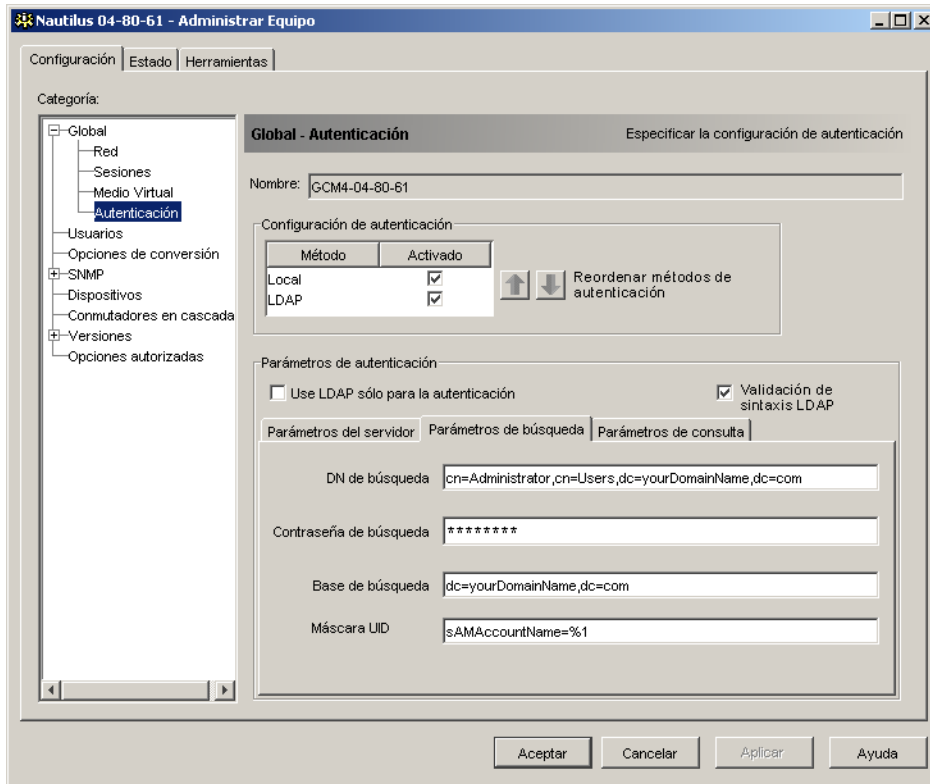 Nautilus 04-80-61 - Administrar Equipo
Configuración Estado Herramientas
Categoría:
Global
Red
Sesiones
Medio Virtual
Autenticación
Usuarios
Opciones de conversión
SNMP
Dispositivos
Conmutadores en cascada
Versiones
Opciones autorizadas
Global - Autenticación Especificar la configuración de autenticación
Nombre: GCM4-04-80-61
Configuración de autenticación
Método Activado
Local
LDAP
Reordenar métodos de
autenticación
Parámetros de autenticación
Use LDAP sólo para la autenticación
Validación de
sintaxis LDAP
Parámetros del servidor Parámetros de búsqueda Parámetros de consulta
DN de búsqueda cn=Administrator,cn=Users,dc=yourDomainName,dc=com
Contraseña de búsqueda ********
Base de búsqueda dc=yourDomainName,dc=com
Máscara UID sAMAccountName=%1
Aceptar Cancelar Aplicar Ayuda